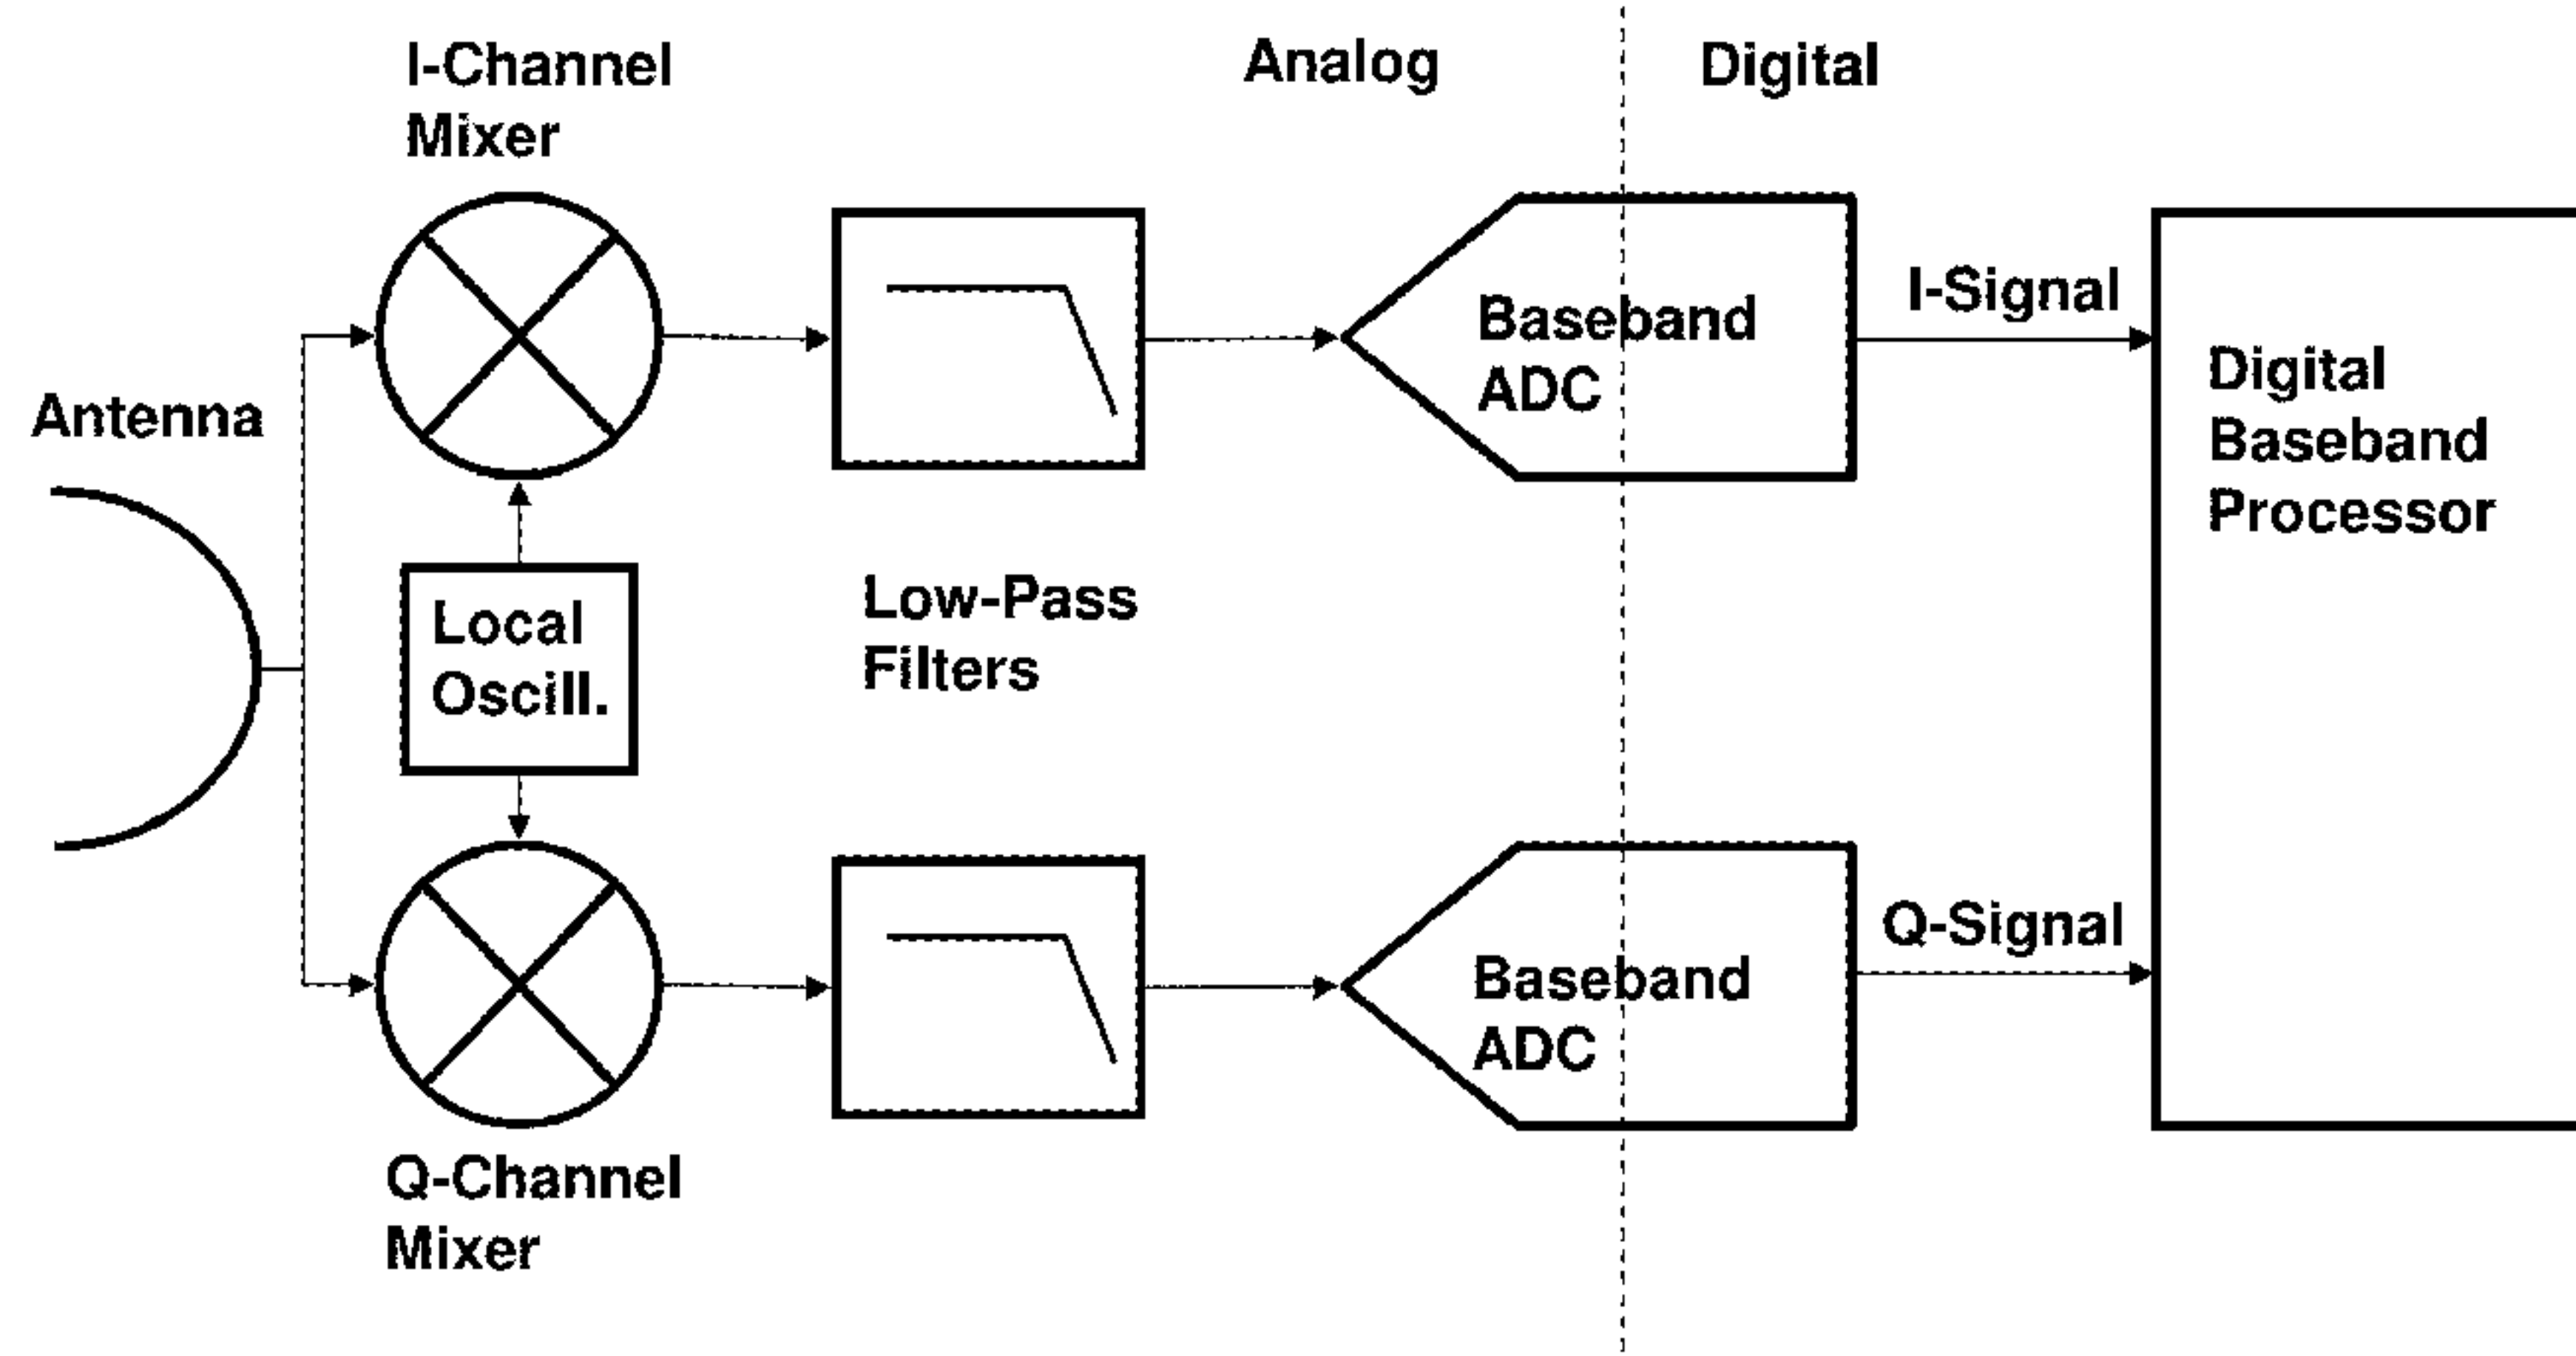 I-Channel
Mixer
Analog
Digital
Antenna
Baseband
ADC
I-Signal
Digital
Baseband
Processor
Local
Oscill.
Low-Pass
Filters
Baseband
ADC
Q-Signal
Q-Channel
Mixer